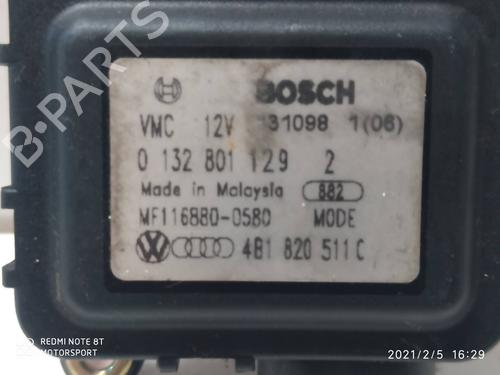 BOSCH
VMC 12V 31098 1(06)
0 132 801 129 2
Made in Malaysia 882
MF116880-0580 MODE
4B1 820 511 C
REDMI NOTE 8T
MOTORSPORT
2021/2/5 16:29